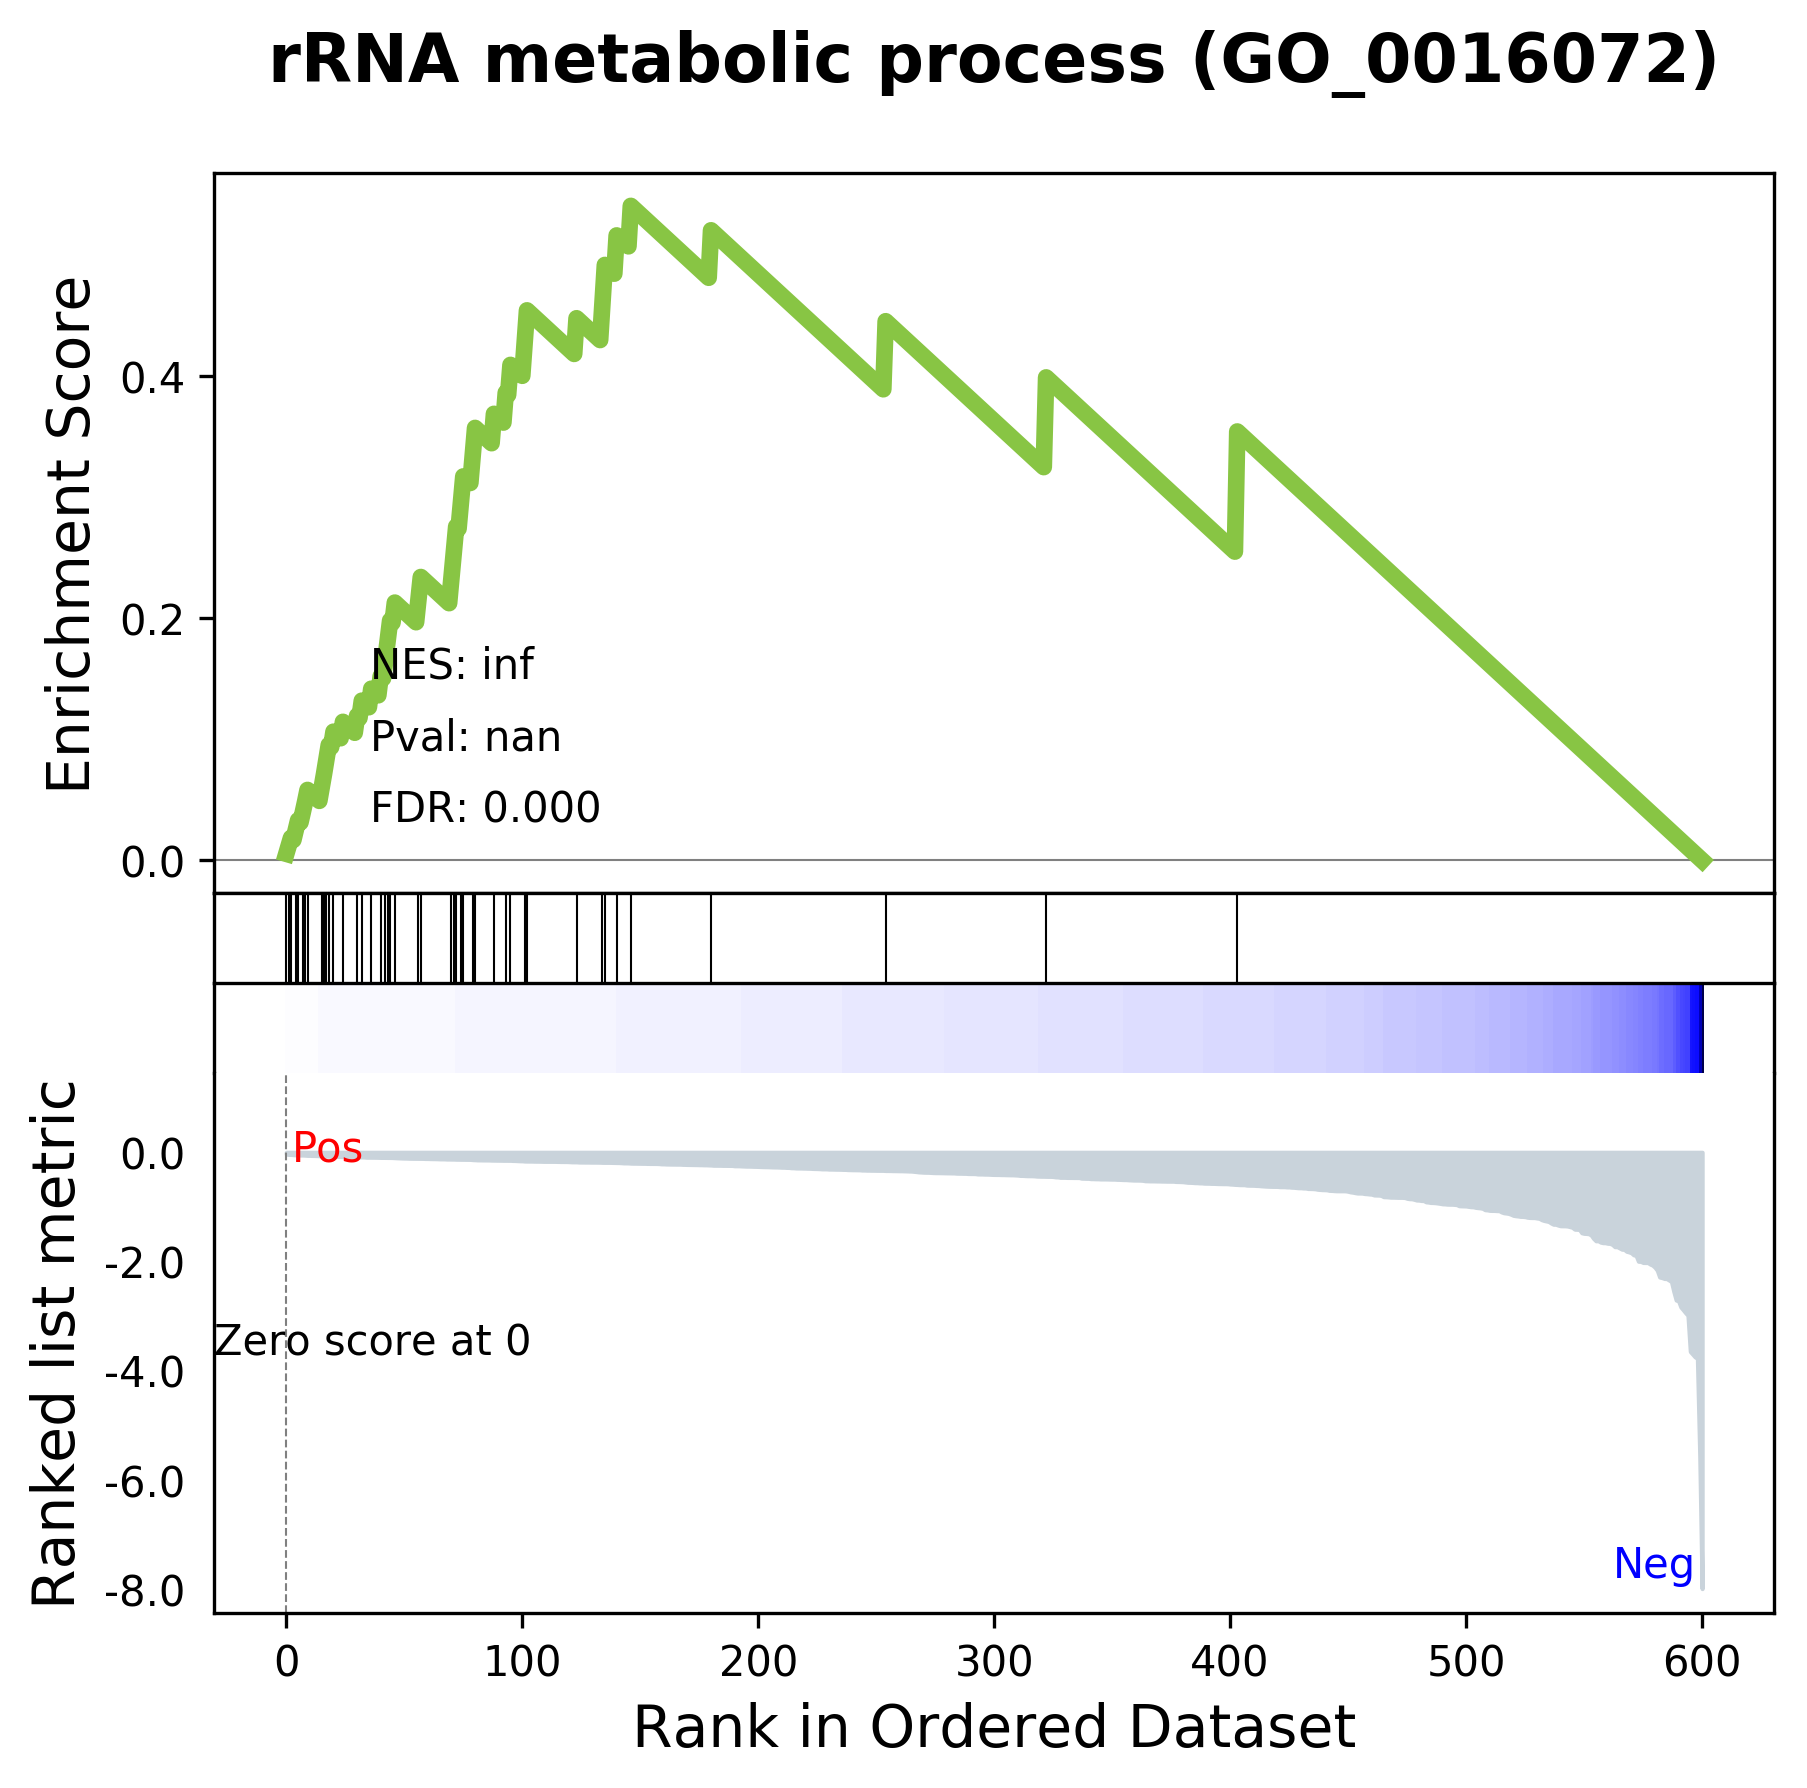 rRNA metabolic process (GO_0016072)
Enrichment Score
0.4
0.2
0.0
NES: inf
Pval: nan
FDR: 0.000
Ranked list metric
0.0
-2.0
-4.0
-6.0
-8.0
Pos
Zero score at 0
Neg
0 100 200 300 400 500 600
Rank in Ordered Dataset